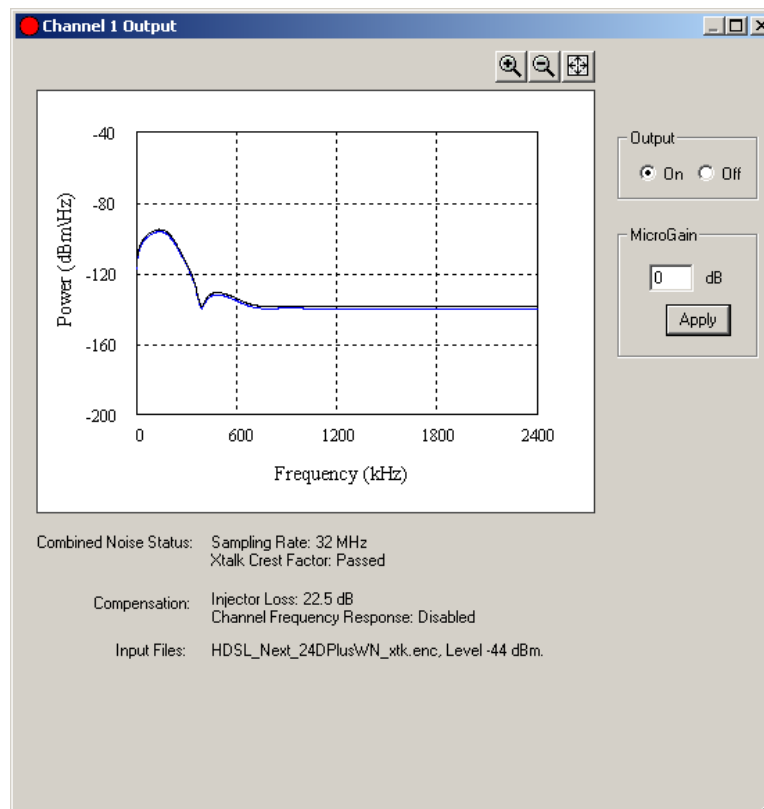 Channel 1 Output
Power (dBm\Hz)
-40
-80
-120
-160
-200
0 600 1200 1800 2400
Frequency (kHz)
Output
On Off
MicroGain
0 dB
Apply
Combined Noise Status: Sampling Rate: 32 MHz
Xtalk Crest Factor: Passed
Compensation: Injector Loss: 22.5 dB
Channel Frequency Response: Disabled
Input Files: HDSL_Next_24DPlusWN_xtk.enc, Level -44 dBm.